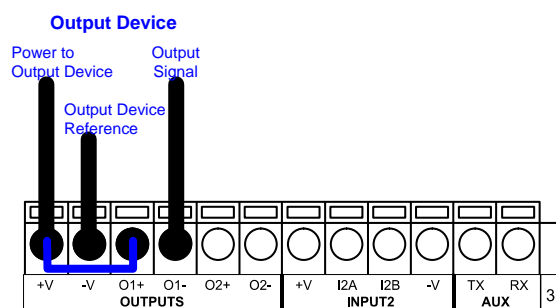 Output Device
Power to
Output Device
Output
Signal
Output Device
Reference
+V -V O1+ O1- O2+ O2- +V I2A I2B -V TX RX
OUTPUTS INPUT2 AUX 3